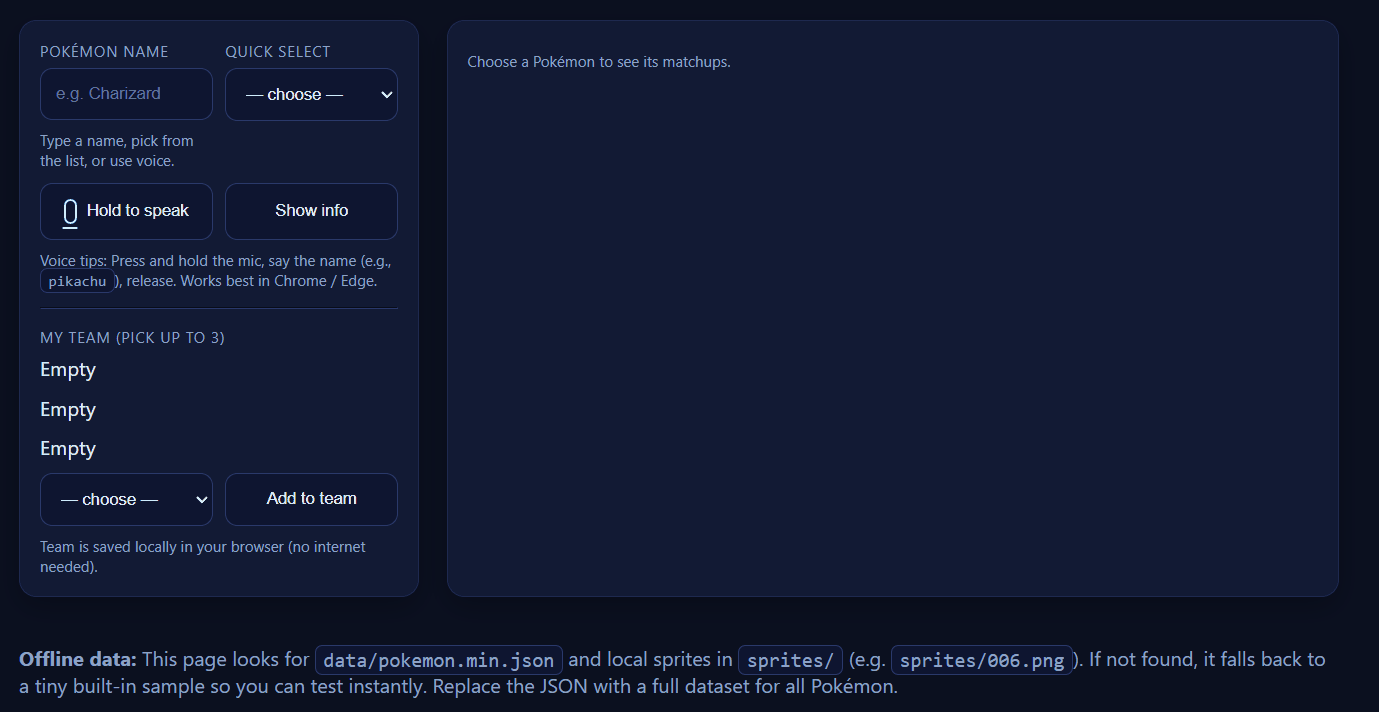 POKÉMON NAME
QUICK SELECT
e.g. Charizard
— choose —
Type a name, pick from
the list, or use voice.
Hold to speak
Show info
Voice tips: Press and hold the mic, say the name (e.g.,
pikachu), release. Works best in Chrome / Edge.
MY TEAM (PICK UP TO 3)
Empty
Empty
Empty
— choose —
Add to team
Team is saved locally in your browser (no internet
needed).
Choose a Pokémon to see its matchups.
Offline data: This page looks for data/pokemon.min.json and local sprites in sprites/ (e.g. sprites/006.png). If not found, it falls back to
a tiny built-in sample so you can test instantly. Replace the JSON with a full dataset for all Pokémon.